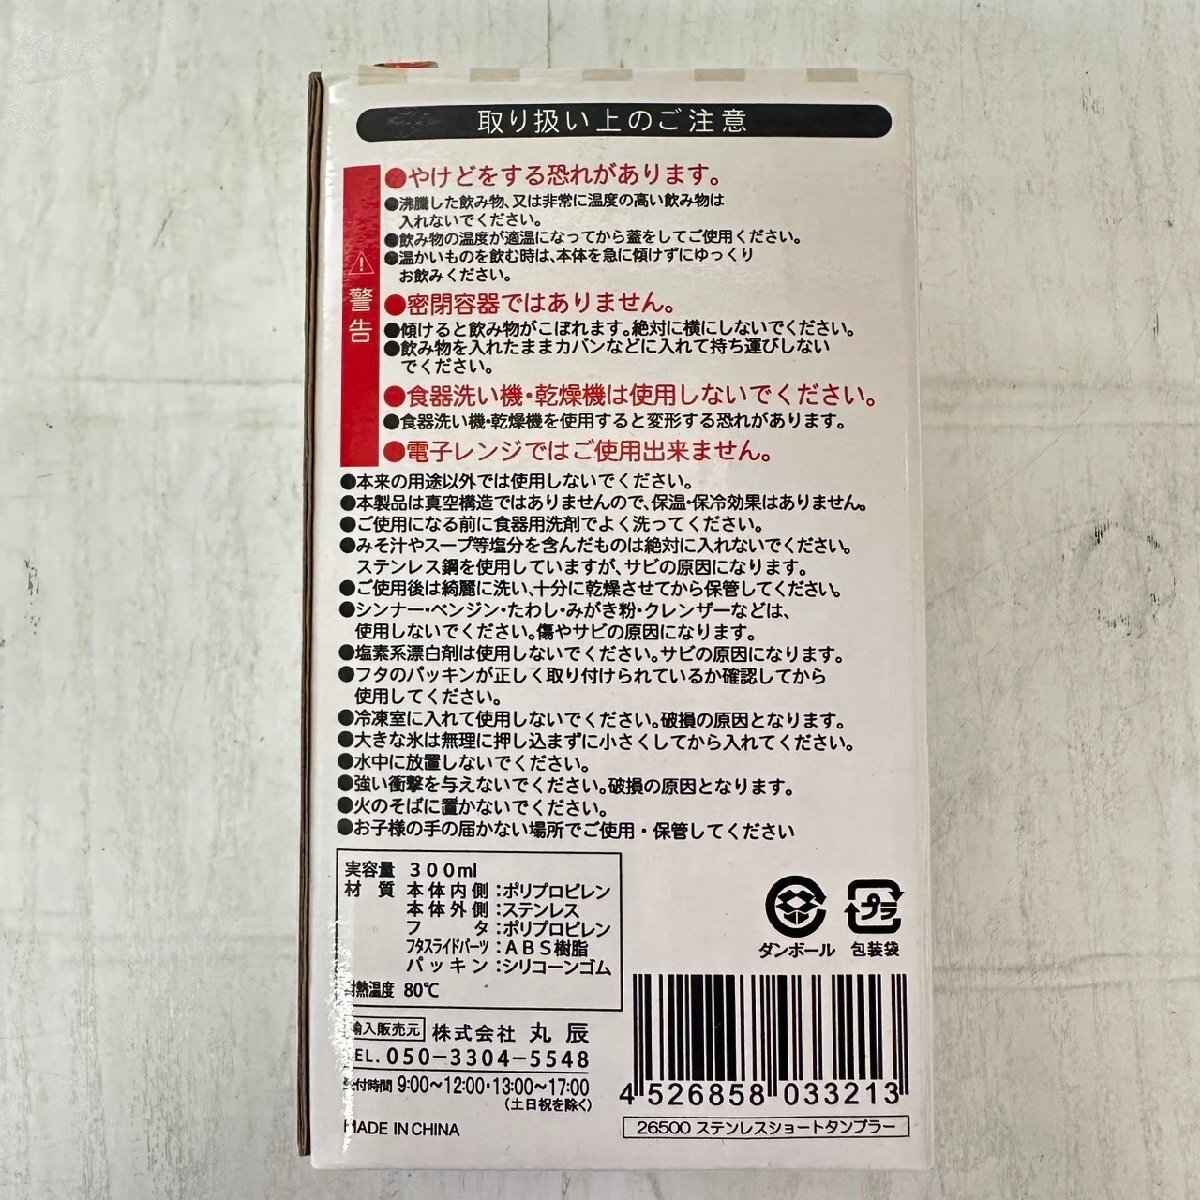 取り扱い上のご注意
警告
●やけどをする恐れがあります。
●沸騰した飲み物、又は非常に温度の高い飲み物は
入れないでください。
●飲み物の温度が適温になってから蓋をしてご使用ください。
●温かいものを飲む時は、本体を急に傾けずにゆっくり
お飲みください。
●密閉容器ではありません。
●傾けると飲み物がこぼれます。絶対に横にしないでください。
●飲み物を入れたままカバンなどに入れて持ち運びしない
でください。
●食器洗い機・乾燥機は使用しないでください。
●食器洗い機・乾燥機を使用すると変形する恐れがあります。
●電子レンジではご使用出来ません。
●本来の用途以外では使用しないでください。
●本製品は真空構造ではありませんので、保温・保冷効果はありません。
●ご使用になる前に食器用洗剤でよく洗ってください。
●みそ汁やスープ等塩分を含んだものは絶対に入れないでください。
ステンレス鋼を使用していますが、サビの原因になります。
●ご使用後は綺麗に洗い、十分に乾燥させてから保管してください。
●シンナー・ベンジン・たわし・みがき粉・クレンザーなどは、
使用しないでください。傷やサビの原因になります。
●塩素系漂白剤は使用しないでください。サビの原因になります。
●フタのパッキンが正しく取り付けられているか確認してから
使用してください。
●冷凍室に入れて使用しないでください。破損の原因となります。
●大きな氷は無理に押し込まずに小さくしてから入れてください。
●水中に放置しないでください。
●強い衝撃を与えないでください。破損の原因となります。
●火のそばに置かないでください。
●お子様の手の届かない場所でご使用・保管してください
実容量 300ml
材質 本体内側:ポリプロピレン
本体外側:ステンレス
フタ:ポリプロピレン
フタスライドパーツ:ABS樹脂
パッキン:シリコーンゴム
耐熱温度 80℃
輸入販売元 株式会社 丸辰
TEL. 050-3304-5548
受付時間 9:00～12:00・13:00～17:00
(土日祝を除く)
MADE IN CHINA
ダンボール
プラ
包装袋
4 526858 033213
26500 ステンレスショートタンブラー